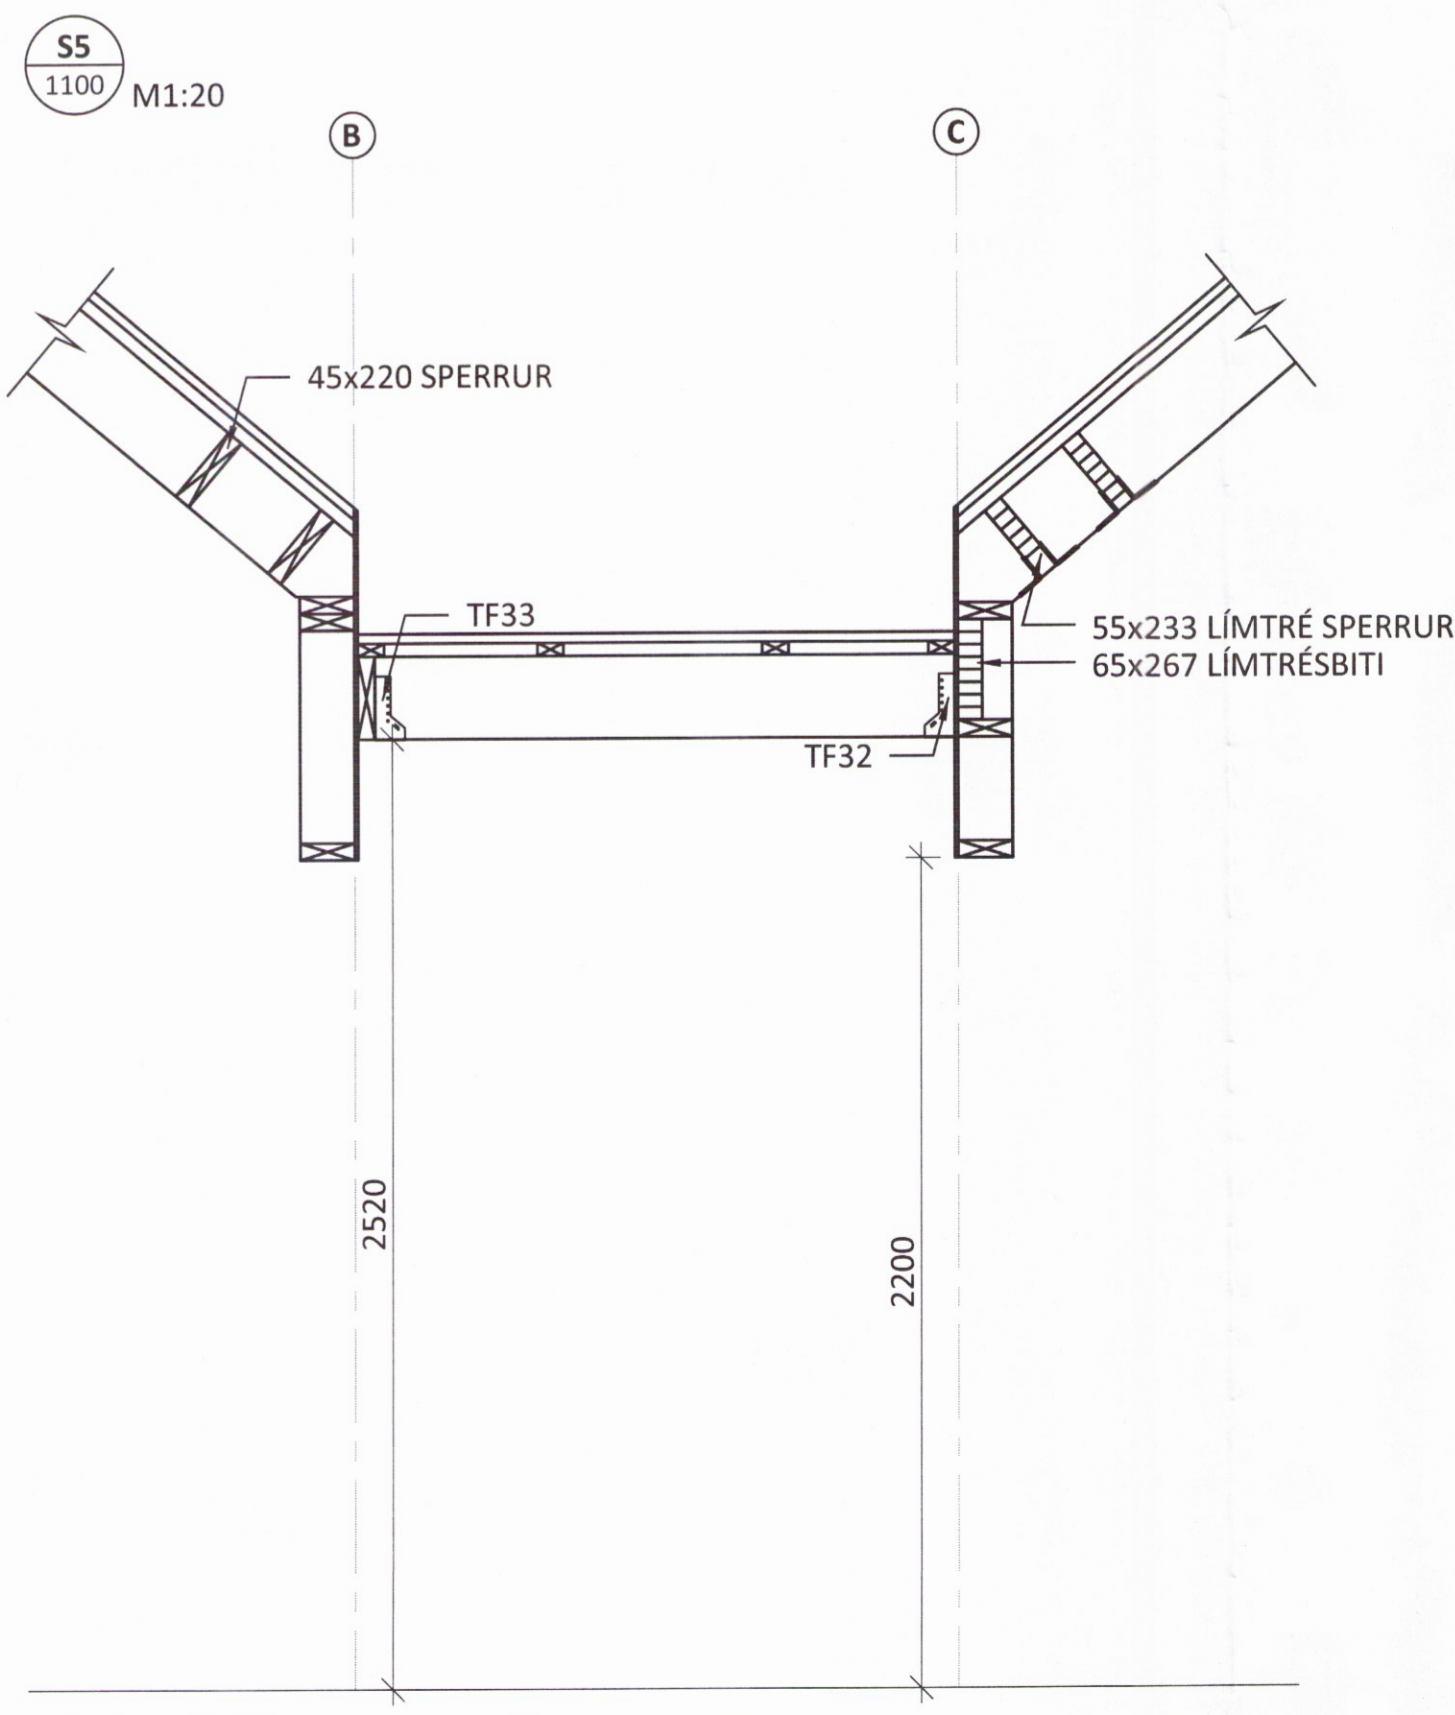 S5
1100
M1:20
B
C
45x220 SPERRUR
TF33
55x233 LÍMTRÉ SPERRUR
65x267 LÍMTRÉSBITI
TF32
2520
2200